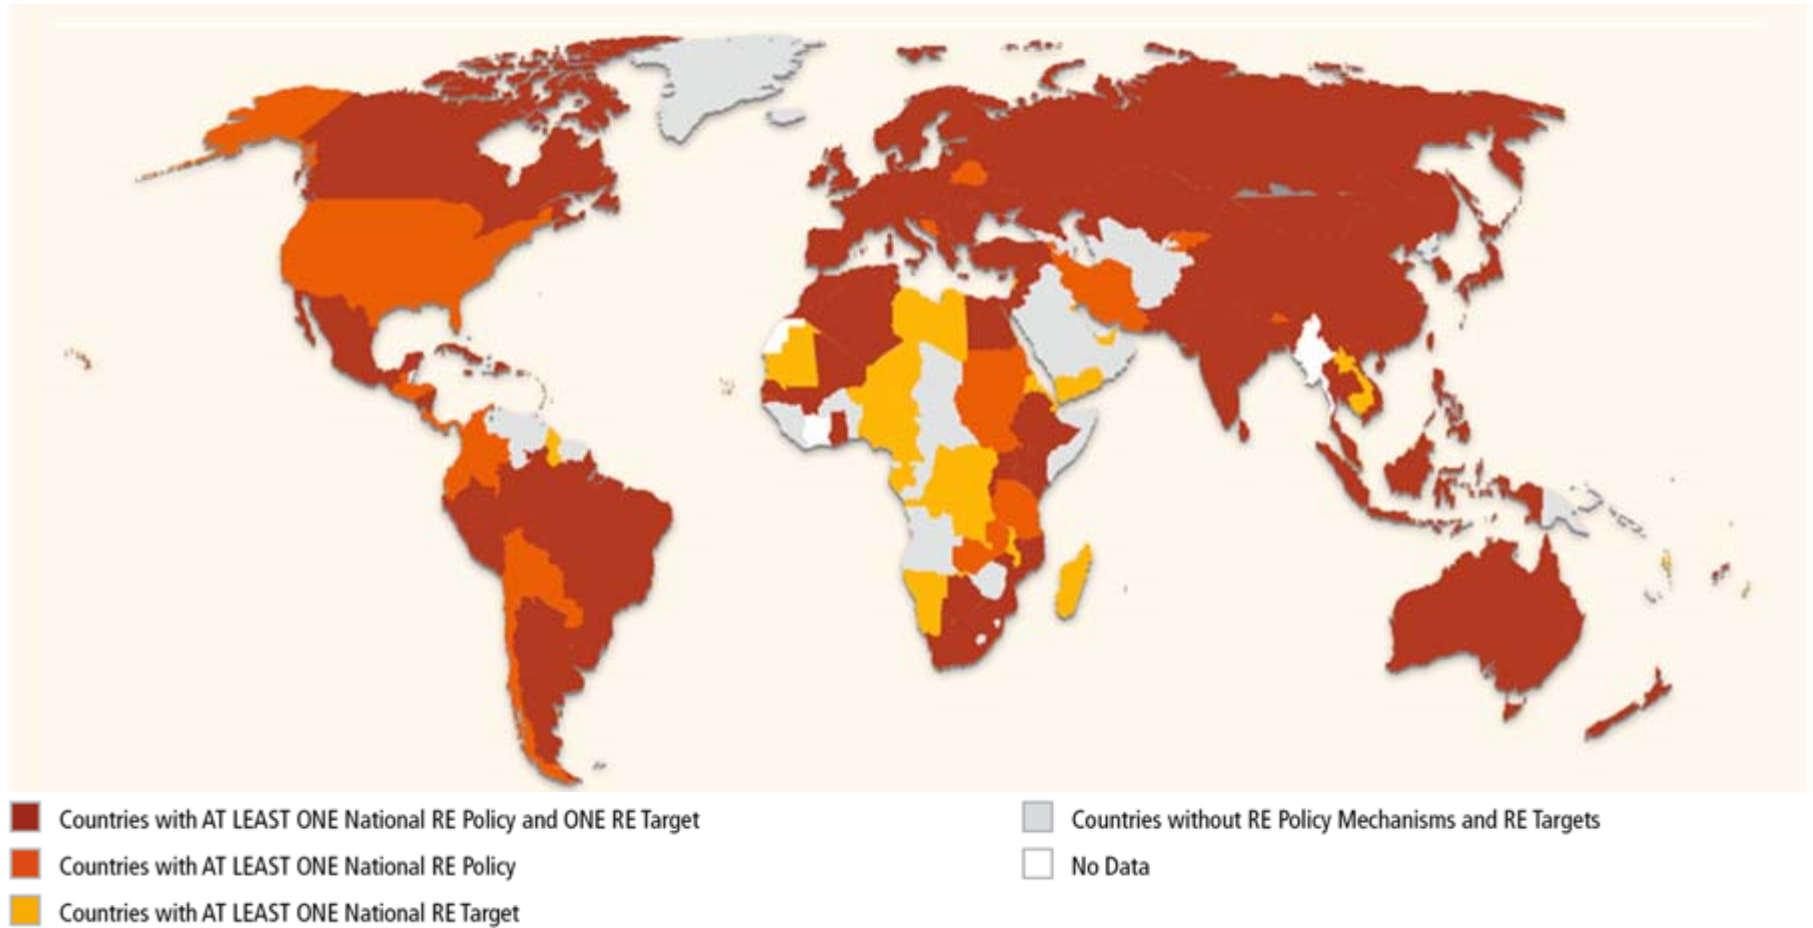 Countries with AT LEAST ONE National RE Policy and ONE RE Target
Countries with AT LEAST ONE National RE Policy
Countries with AT LEAST ONE National RE Target
Countries without RE Policy Mechanisms and RE Targets
No Data